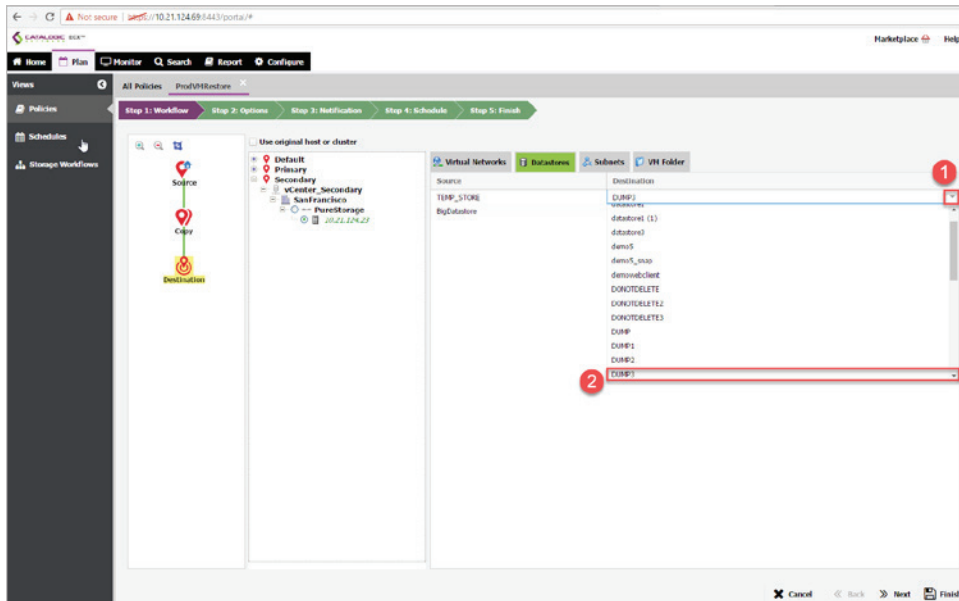 Not secure | https://10.21.124.69:8443/portal/#
CATALOGIC ECX™
Marketplace Help
Home Plan Monitor Q Search Report Configure
Views
All Policies ProdVMRestore
Policies
Step 1: Workflow Step 2: Options Step 3: Notification Step 4: Schedule Step 5: Finish
Schedules
Storage Workflows
Source
Copy
Destination
Use original host or cluster
Default
Primary
Secondary
vCenter_Secondary
SanFrancisco
PureStorage
10.21.124.23
Virtual Networks Datastores Subnets VM Folder
1
Source Destination
TEMP_STORE DUMP3
BigDatastore
datastore1
datastore1 (1)
datastore3
demo5
demo5_snap
demowebclient
DONOTDELETE
DONOTDELETE2
DONOTDELETE3
DUMP
DUMP1
DUMP2
DUMP3
2
Cancel Back Next Finish